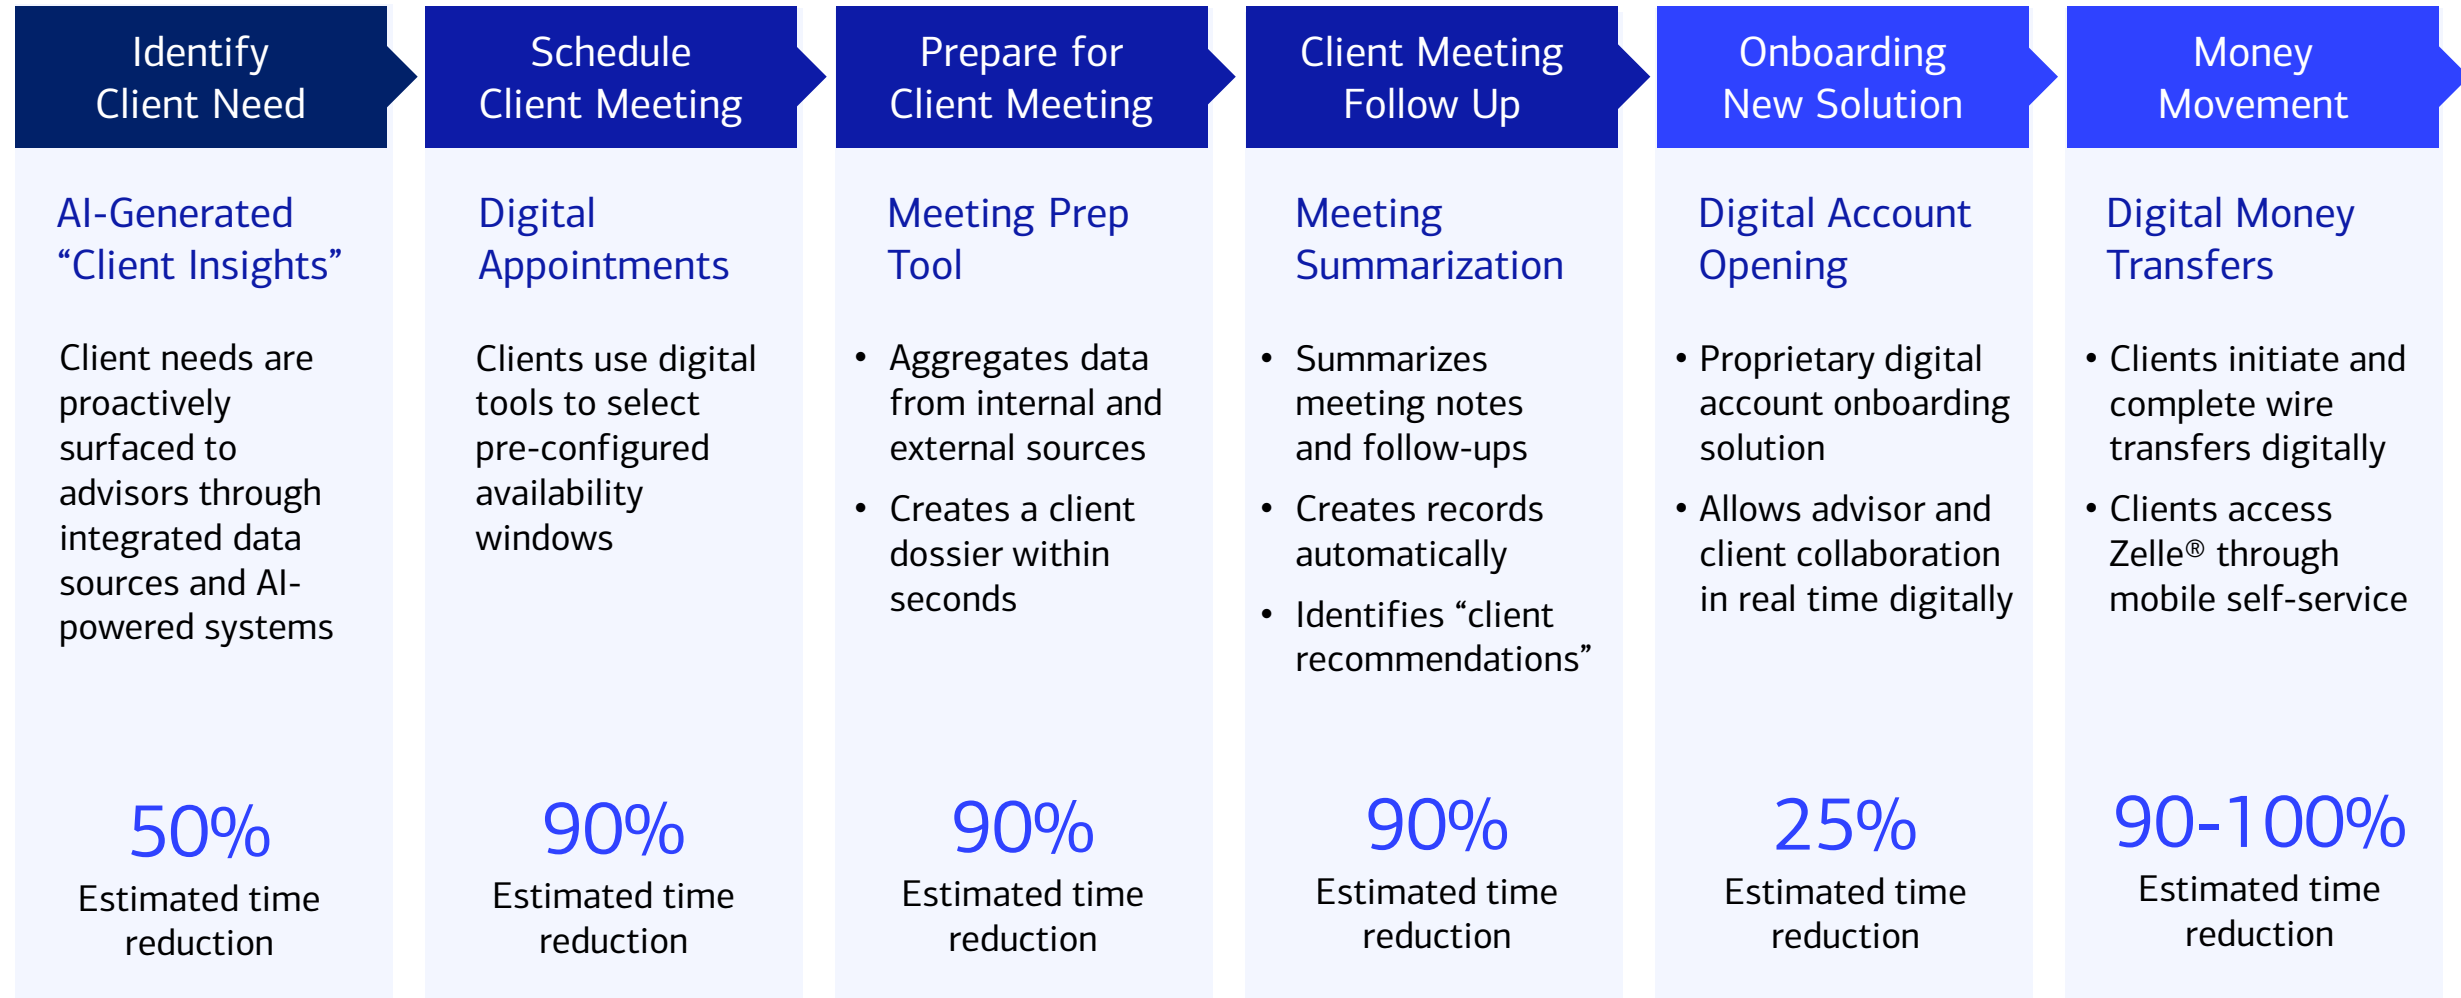 Identify
Client Need
AI-Generated
“Client Insights”
Client needs are
proactively
surfaced to
advisors through
integrated data
sources and AI-
powered systems
50%
Estimated time
reduction
Schedule
Client Meeting
Digital
Appointments
Clients use digital
tools to select
pre-configured
availability
windows
90%
Estimated time
reduction
Prepare for
Client Meeting
Meeting Prep
Tool
• Aggregates data
from internal and
external sources
• Creates a client
dossier within
seconds
90%
Estimated time
reduction
Client Meeting
Follow Up
Meeting
Summarization
• Summarizes
meeting notes
and follow-ups
• Creates records
automatically
• Identifies “client
recommendations”
90%
Estimated time
reduction
Onboarding
New Solution
Digital Account
Opening
• Proprietary digital
account onboarding
solution
• Allows advisor and
client collaboration
in real time digitally
25%
Estimated time
reduction
Money
Movement
Digital Money
Transfers
• Clients initiate and
complete wire
transfers digitally
• Clients access
Zelle® through
mobile self-service
90-100%
Estimated time
reduction